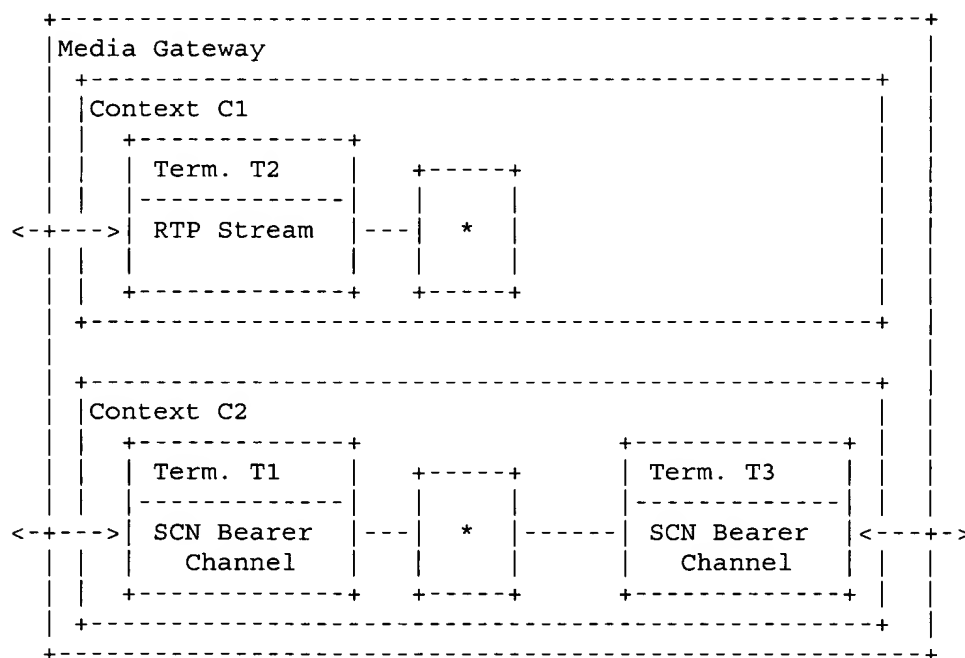 Media Gateway
Context C1
Term. T2
RTP Stream
*
Context C2
Term. T1
Term. T3
SCN Bearer
*
SCN Bearer
Channel
Channel